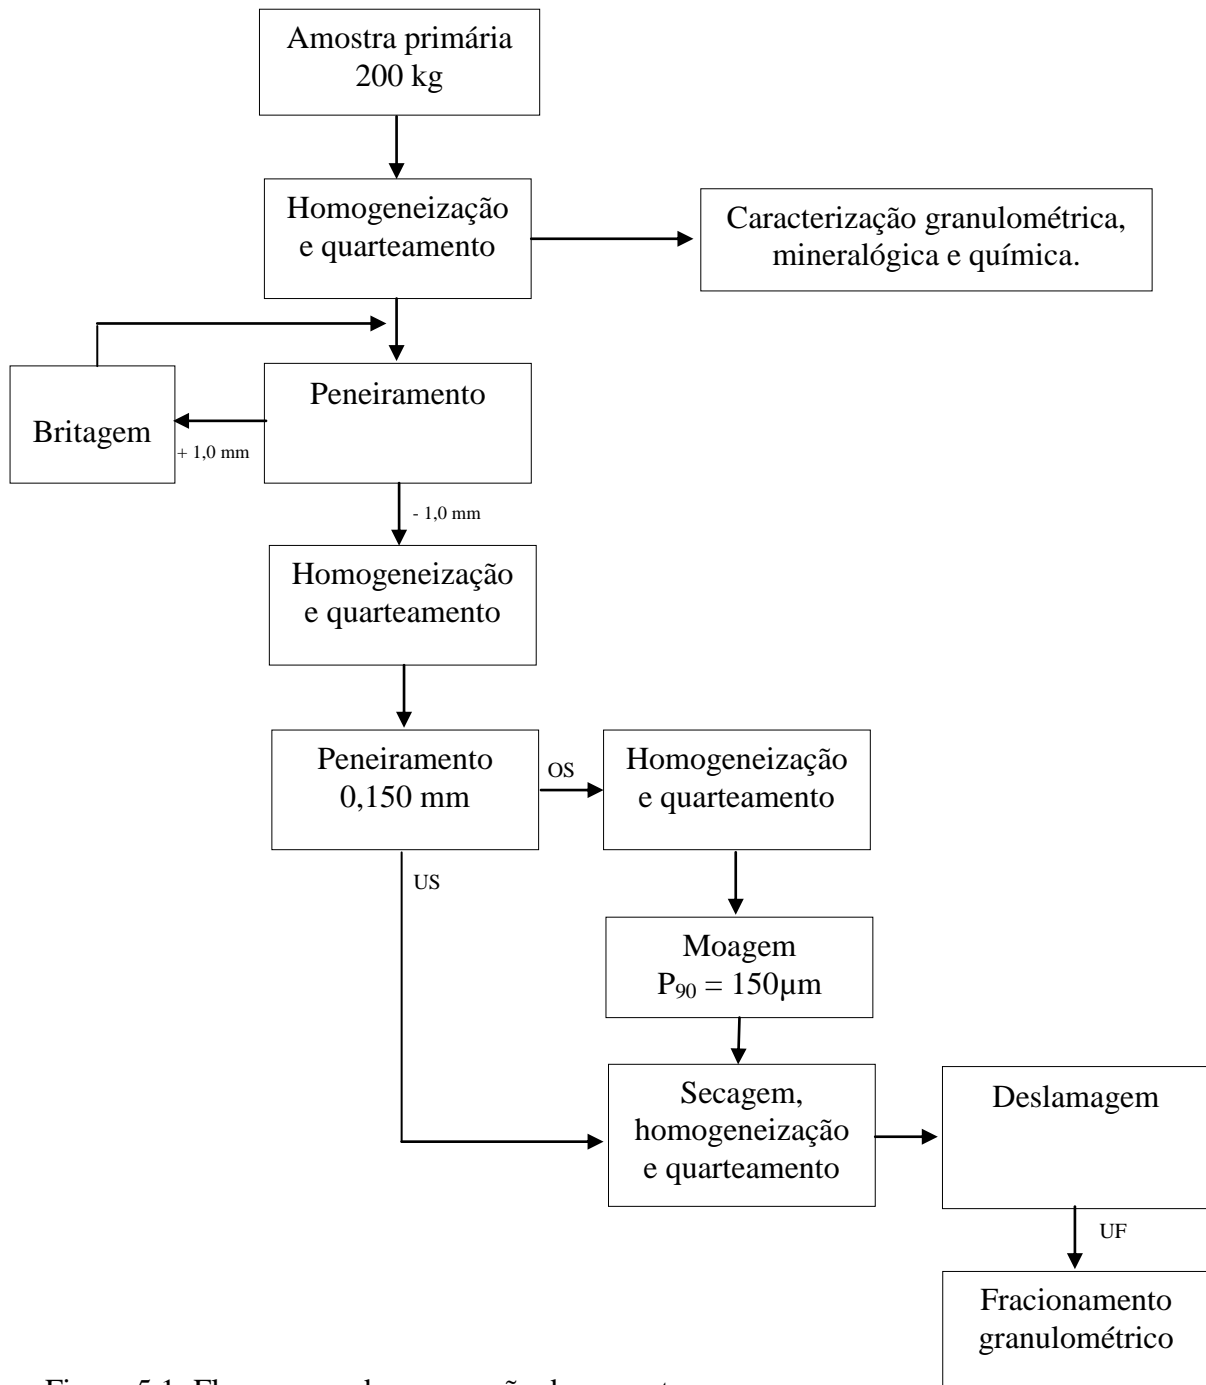 Amostra primária
200 kg
Homogeneização
e quarteamento
Caracterização granulométrica,
mineralógica e química.
Peneiramento
Britagem
+ 1,0 mm
- 1,0 mm
Homogeneização
e quarteamento
Peneiramento
0,150 mm
OS
Homogeneização
e quarteamento
US
Moagem
P₉₀ = 150µm
Secagem,
homogeneização
e quarteamento
Deslamagem
UF
Fracionamento
granulométrico